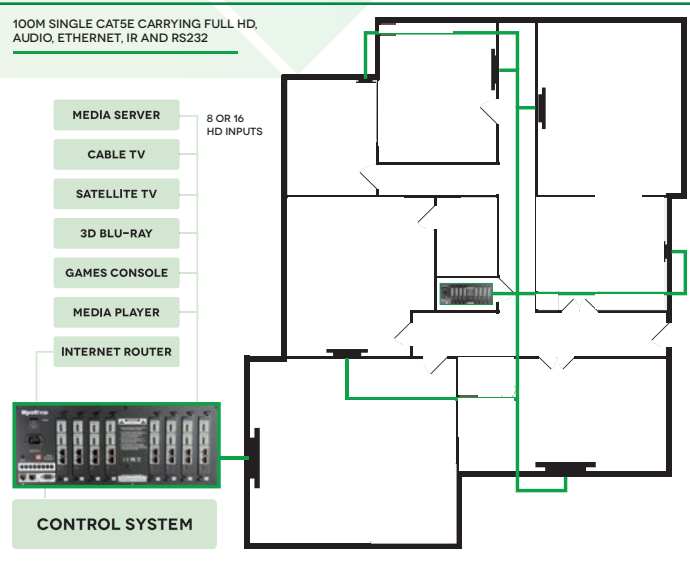 100M SINGLE CAT5E CARRYING FULL HD,
AUDIO, ETHERNET, IR AND RS232
MEDIA SERVER
8 OR 16
HD INPUTS
CABLE TV
SATELLITE TV
3D BLU-RAY
GAMES CONSOLE
MEDIA PLAYER
INTERNET ROUTER
CONTROL SYSTEM